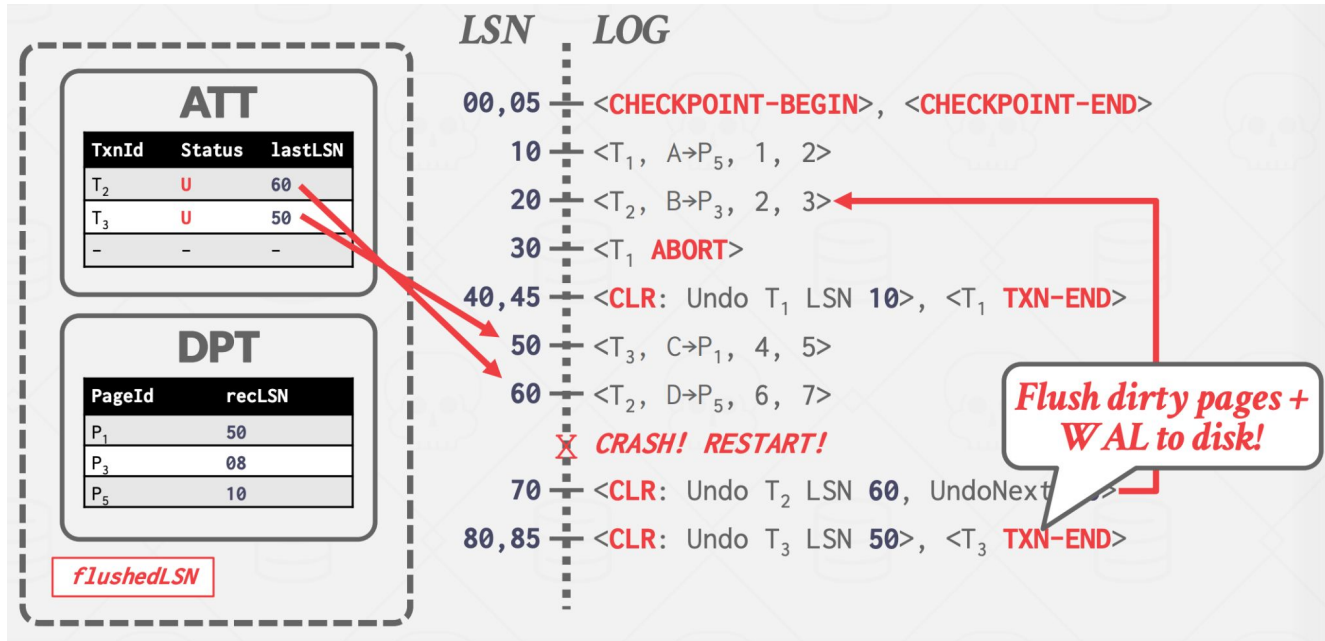 ATT
TxnId Status lastLSN
T₂ U 60
T₃ U 50
- - -
DPT
PageId recLSN
P₁ 50
P₃ 08
P₅ 10
flushedLSN
LSN LOG
00,05 <CHECKPOINT-BEGIN>, <CHECKPOINT-END>
10 <T₁, A→P₅, 1, 2>
20 <T₂, B→P₃, 2, 3>
30 <T₁ ABORT>
40,45 <CLR: Undo T₁ LSN 10>, <T₁ TXN-END>
50 <T₃, C→P₁, 4, 5>
60 <T₂, D→P₅, 6, 7>
X CRASH! RESTART!
70 <CLR: Undo T₂ LSN 60, UndoNext >
80,85 <CLR: Undo T₃ LSN 50>, <T₃ TXN-END>
Flush dirty pages +
WAL to disk!